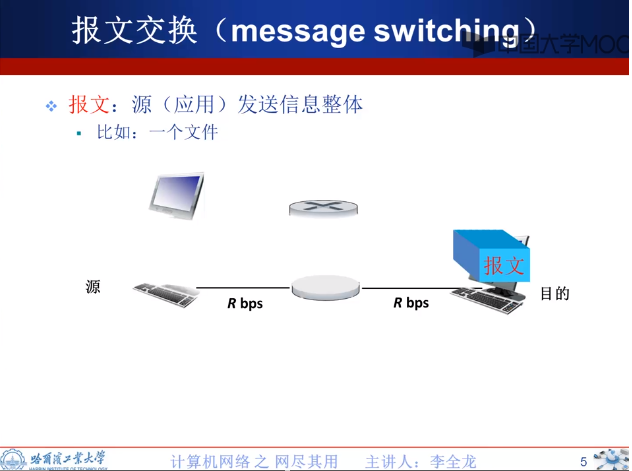 报文交换（message switching）
中国大学MOC
❖ 报文：源（应用）发送信息整体
▪ 比如：一个文件
报文
源
目的
R bps
R bps
哈尔滨工业大学
HARBIN INSTITUTE OF TECHNOLOGY
计算机网络之 网尽其用 主讲人：李全龙
5